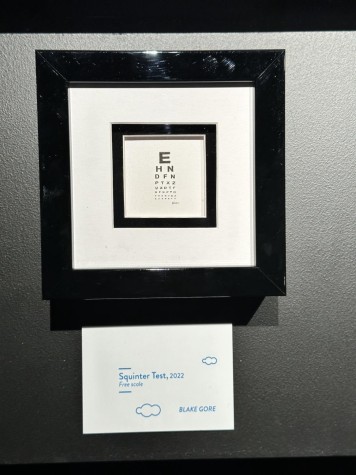 E
H N
D F N
P T X Z
Squinter Test, 2022
Free scale
BLAKE GORE